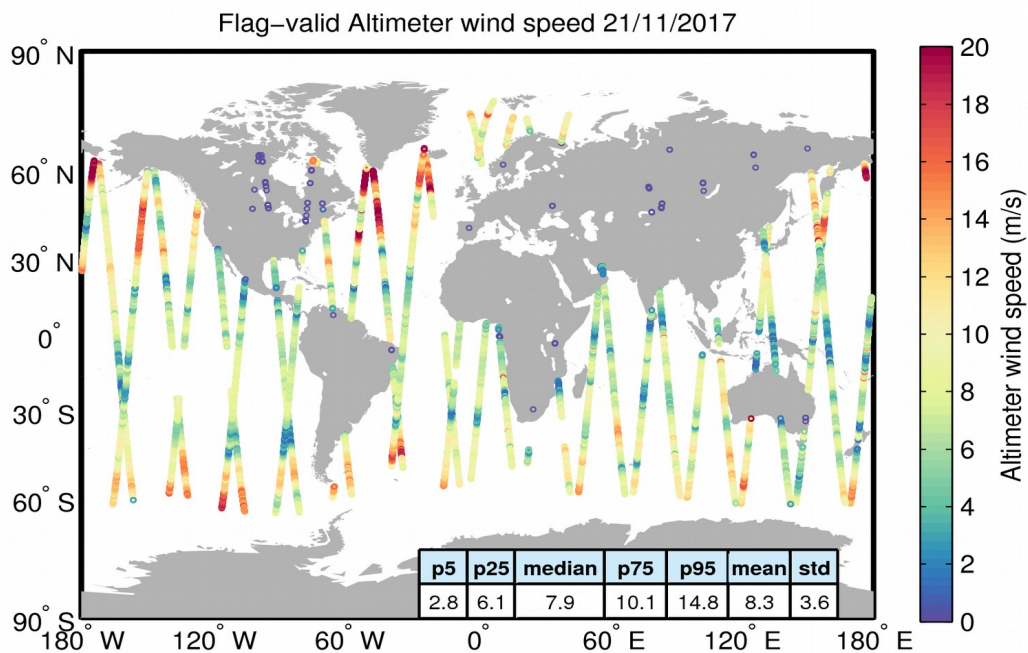 Flag−valid Altimeter wind speed 21/11/2017
90° N
60° N
30° N
0°
30° S
60° S
90° S
180° W
120° W
60° W
0°
60° E
120° E
180° E
p5 p25 median p75 p95 mean std
2.8 6.1 7.9 10.1 14.8 8.3 3.6
20
18
16
14
12
10
8
6
4
2
0
Altimeter wind speed (m/s)